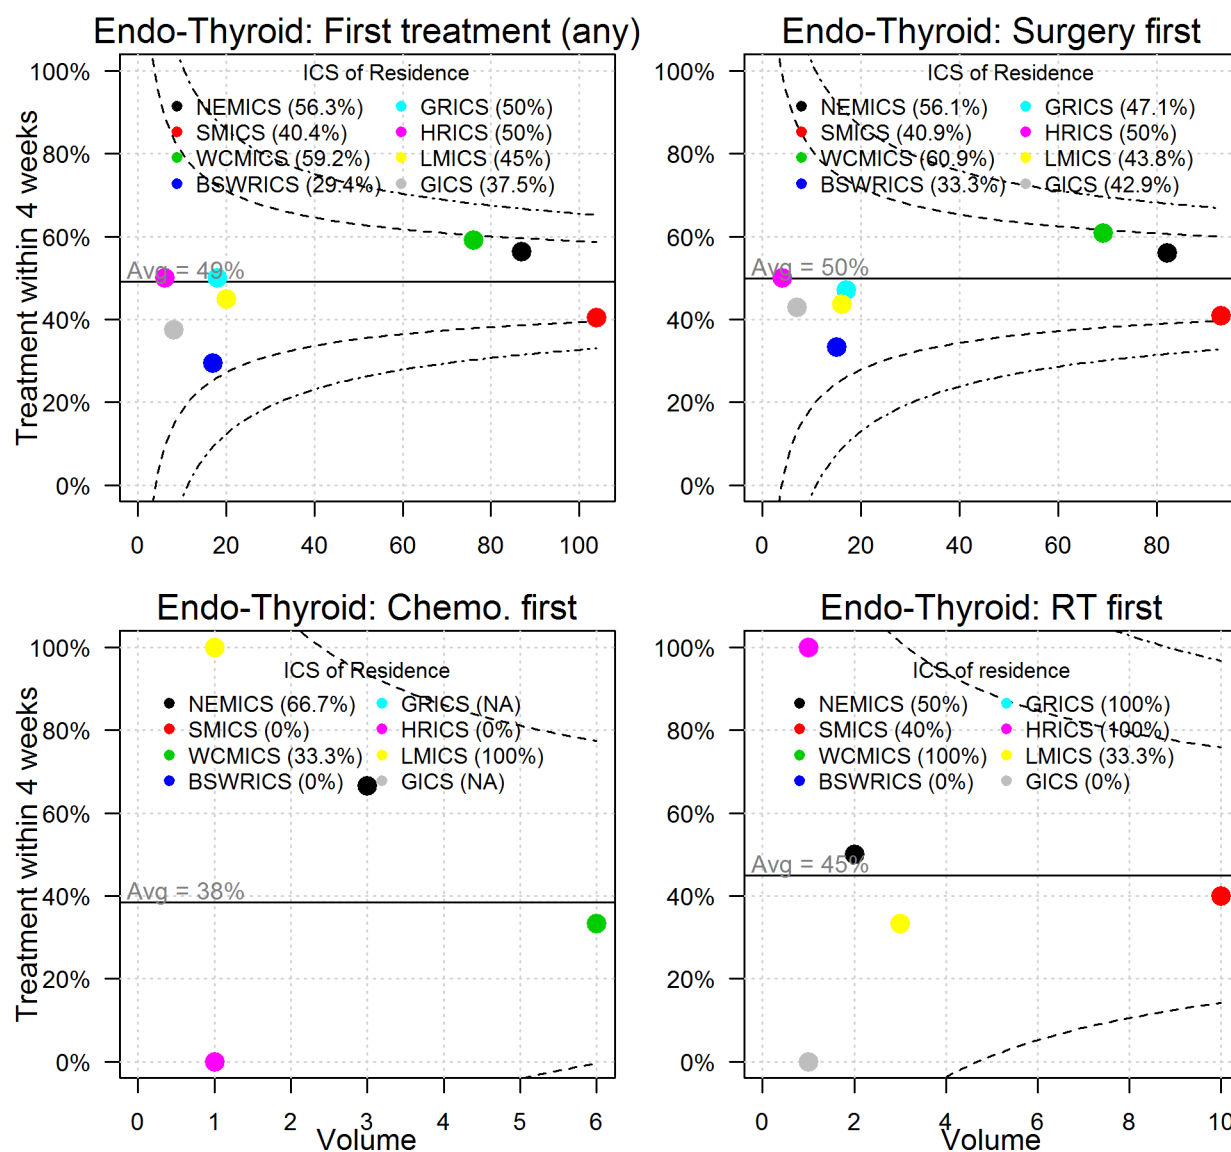 Endo-Thyroid: First treatment (any)
Treatment within 4 weeks
100%
80%
60%
40%
20%
0%
ICS of Residence
NEMICS (56.3%)
SMICS (40.4%)
WCMICS (59.2%)
BSWRICS (29.4%)
GRICS (50%)
HRICS (50%)
LMICS (45%)
GICS (37.5%)
Avg = 49%
0 20 40 60 80 100
Endo-Thyroid: Surgery first
100%
80%
60%
40%
20%
0%
ICS of Residence
NEMICS (56.1%)
SMICS (40.9%)
WCMICS (60.9%)
BSWRICS (33.3%)
GRICS (47.1%)
HRICS (50%)
LMICS (43.8%)
GICS (42.9%)
Avg = 50%
0 20 40 60 80
Endo-Thyroid: Chemo. first
Treatment within 4 weeks
100%
80%
60%
40%
20%
0%
ICS of Residence
NEMICS (66.7%)
SMICS (0%)
WCMICS (33.3%)
BSWRICS (0%)
GRICS (NA)
HRICS (0%)
LMICS (100%)
GICS (NA)
Avg = 38%
0 1 2 3 4 5 6
Volume
Endo-Thyroid: RT first
100%
80%
60%
40%
20%
0%
ICS of residence
NEMICS (50%)
SMICS (40%)
WCMICS (100%)
BSWRICS (0%)
GRICS (100%)
HRICS (100%)
LMICS (33.3%)
GICS (0%)
Avg = 45%
0 2 4 6 8 10
Volume